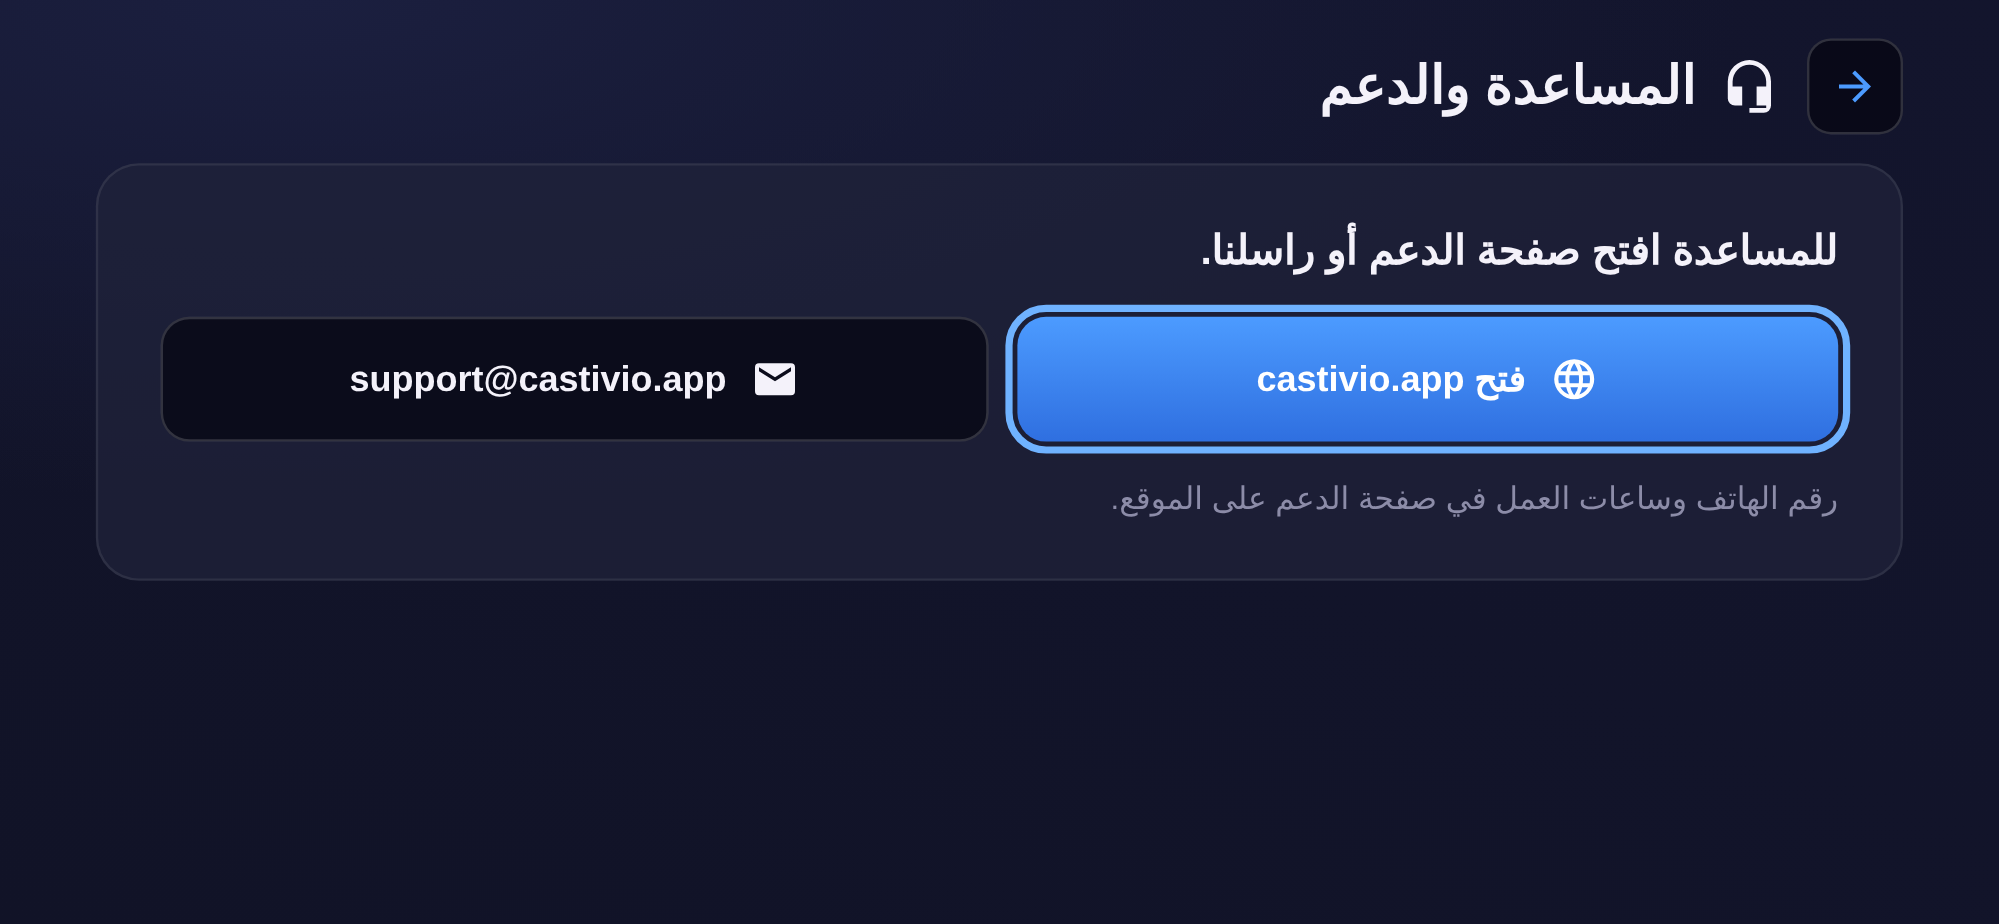 المساعدة والدعم
للمساعدة افتح صفحة الدعم أو راسلنا.
فتح castivio.app
support@castivio.app
رقم الهاتف وساعات العمل في صفحة الدعم على الموقع.